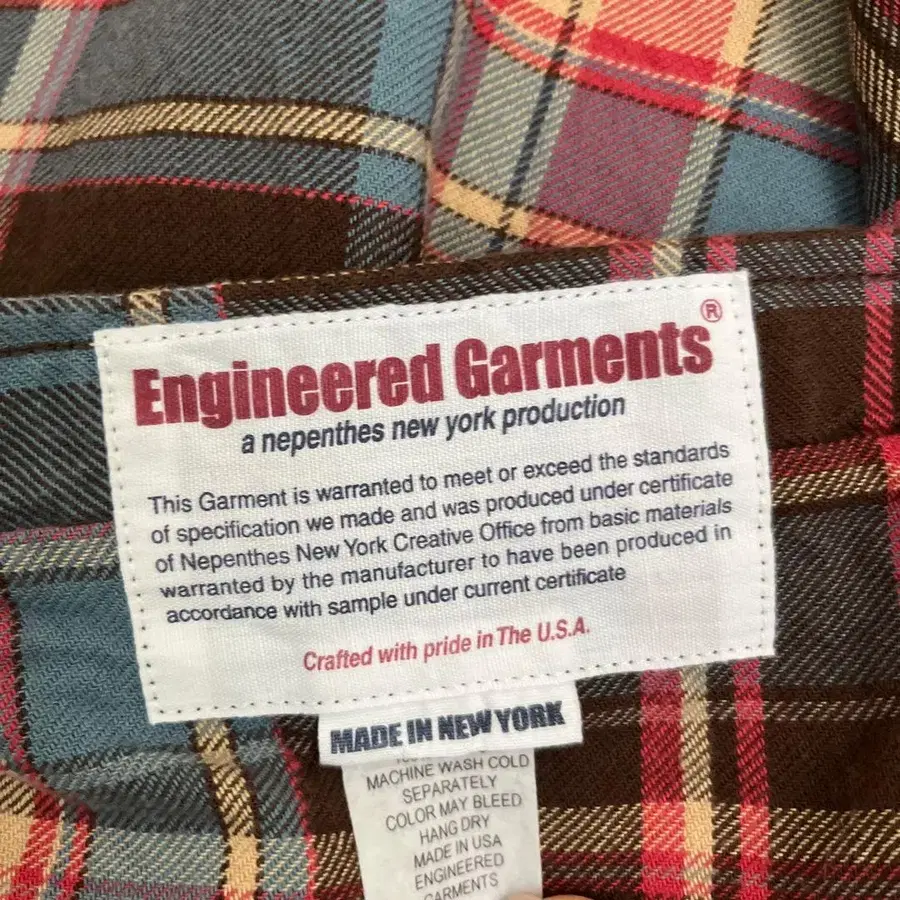 Engineered Garments®
a nepenthes new york production
This Garment is warranted to meet or exceed the standards
of specification we made and was produced under certificate
of Nepenthes New York Creative Office from basic materials
warranted by the manufacturer to have been produced in
accordance with sample under current certificate
Crafted with pride in The U.S.A.
MADE IN NEW YORK
MACHINE WASH COLD
SEPARATELY
COLOR MAY BLEED
HANG DRY
MADE IN USA
ENGINEERED
GARMENTS